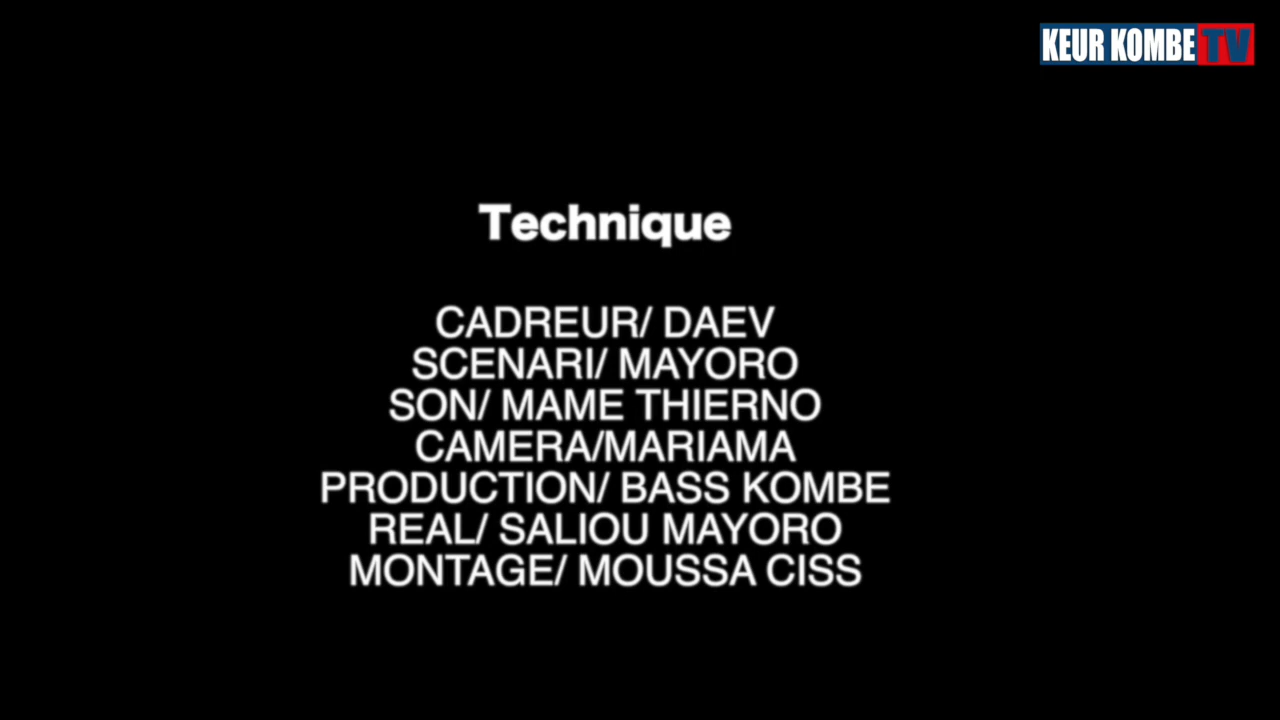 KEUR KOMBE TV
Technique
CADREUR/ DAEV
SCENARI/ MAYORO
SON/ MAME THIERNO
CAMERA/MARIAMA
PRODUCTION/ BASS KOMBE
REAL/ SALIOU MAYORO
MONTAGE/ MOUSSA CISS